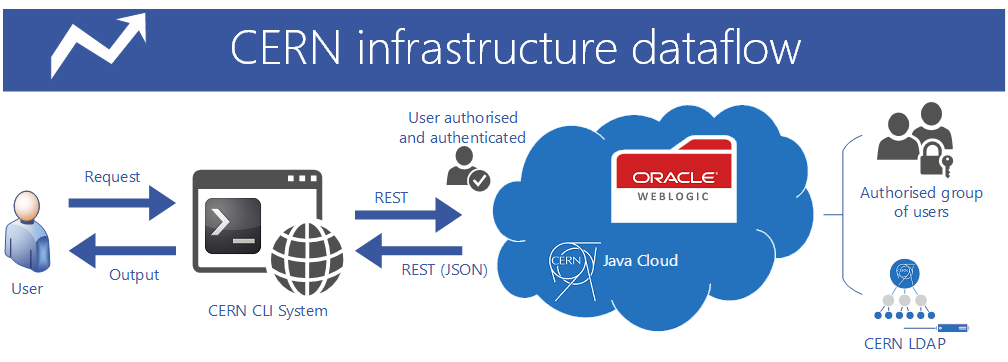 CERN infrastructure dataflow
User
Request
Output
CERN CLI System
REST
REST (JSON)
User authorised
and authenticated
ORACLE
WEBLOGIC
CERN
Java Cloud
Authorised group
of users
CERN
CERN LDAP